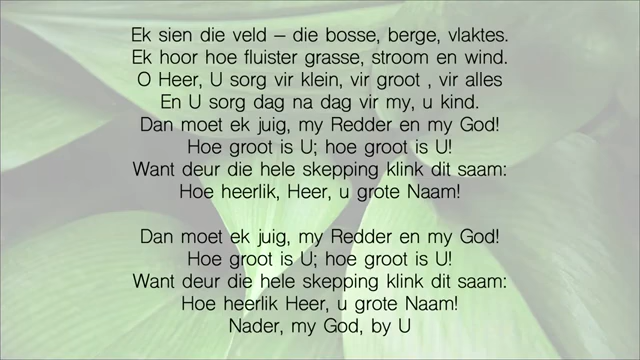 Ek sien die veld – die bosse, berge, vlaktes.
Ek hoor hoe fluister grasse, stroom en wind.
O Heer, U sorg vir klein, vir groot , vir alles
En U sorg dag na dag vir my, u kind.
Dan moet ek juig, my Redder en my God!
Hoe groot is U; hoe groot is U!
Want deur die hele skepping klink dit saam:
Hoe heerlik, Heer, u grote Naam!

Dan moet ek juig, my Redder en my God!
Hoe groot is U; hoe groot is U!
Want deur die hele skepping klink dit saam:
Hoe heerlik Heer, u grote Naam!
Nader, my God, by U